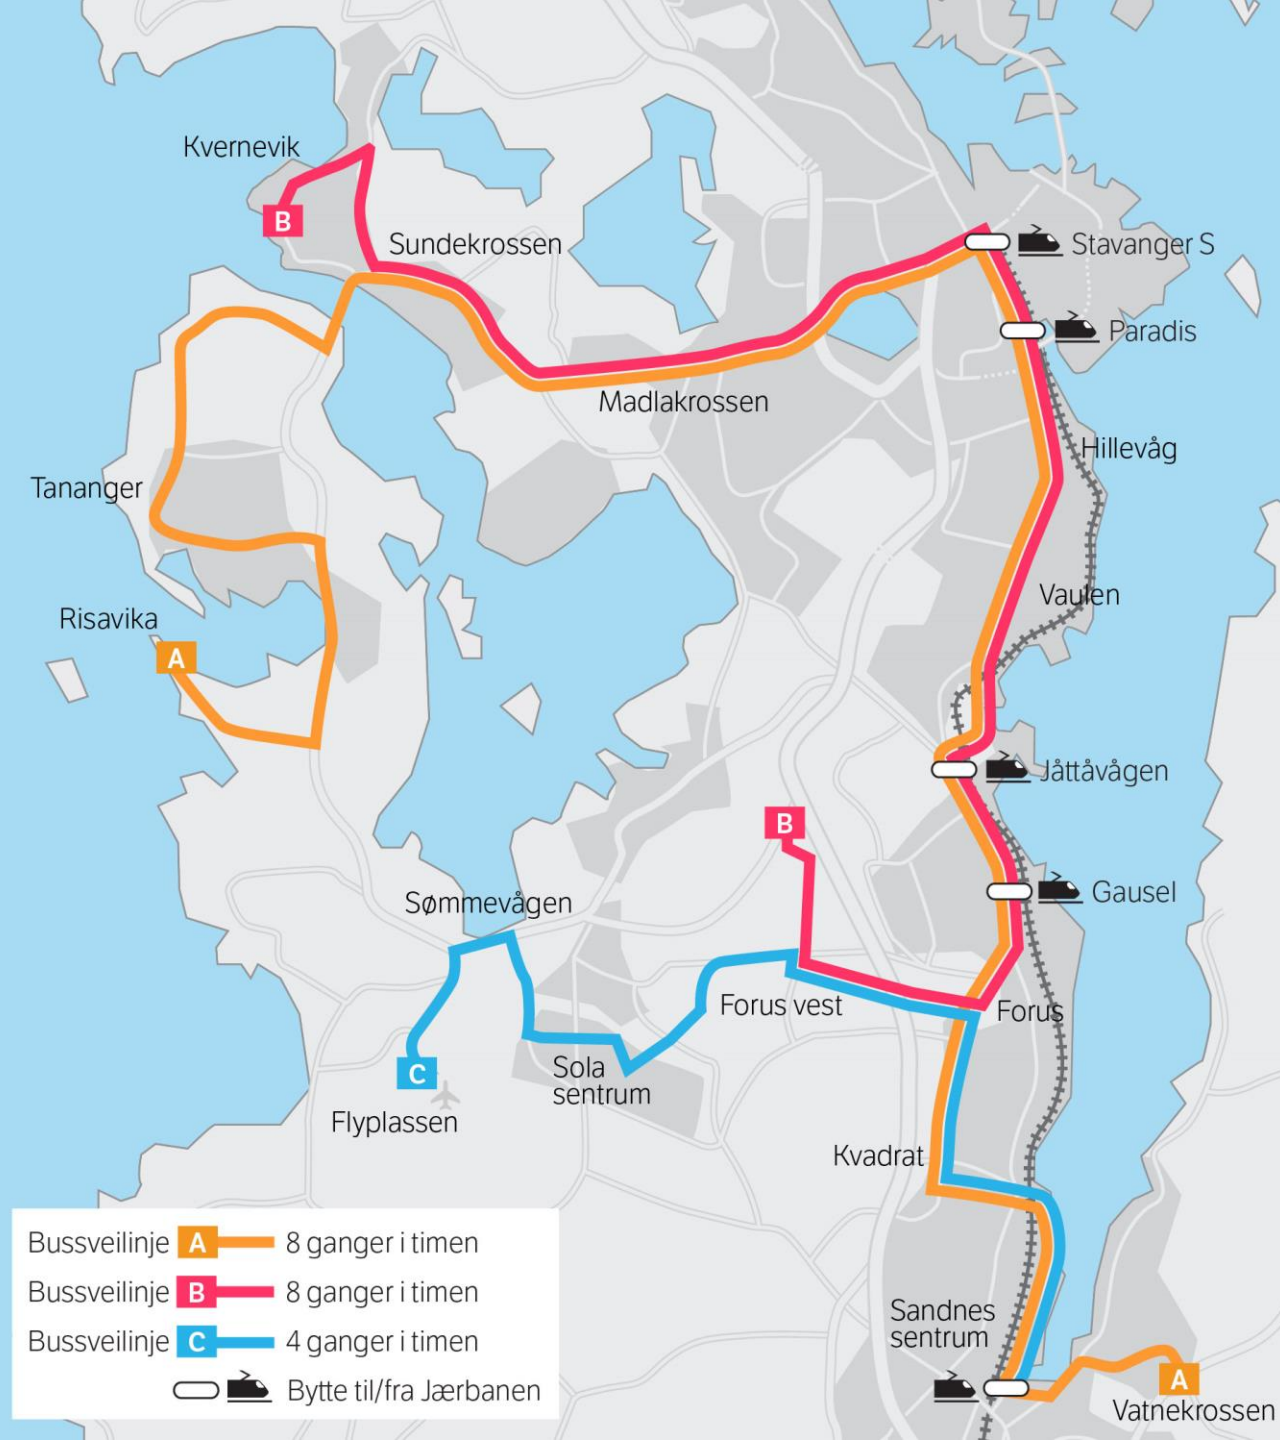 Kvernevik
B
Sundekrossen
Stavanger S
Paradis
Madlakrossen
Hillevåg
Tananger
Vaulen
Risavika
A
Jåttåvågen
B
Gausel
Sømmevågen
Forus vest
Forus
Sola
sentrum
C
Flyplassen
Kvadrat
Bussveilinje A 8 ganger i timen
Bussveilinje B 8 ganger i timen
Bussveilinje C 4 ganger i timen
Bytte til/fra Jærbanen
Sandnes
sentrum
A
Vatnekrossen